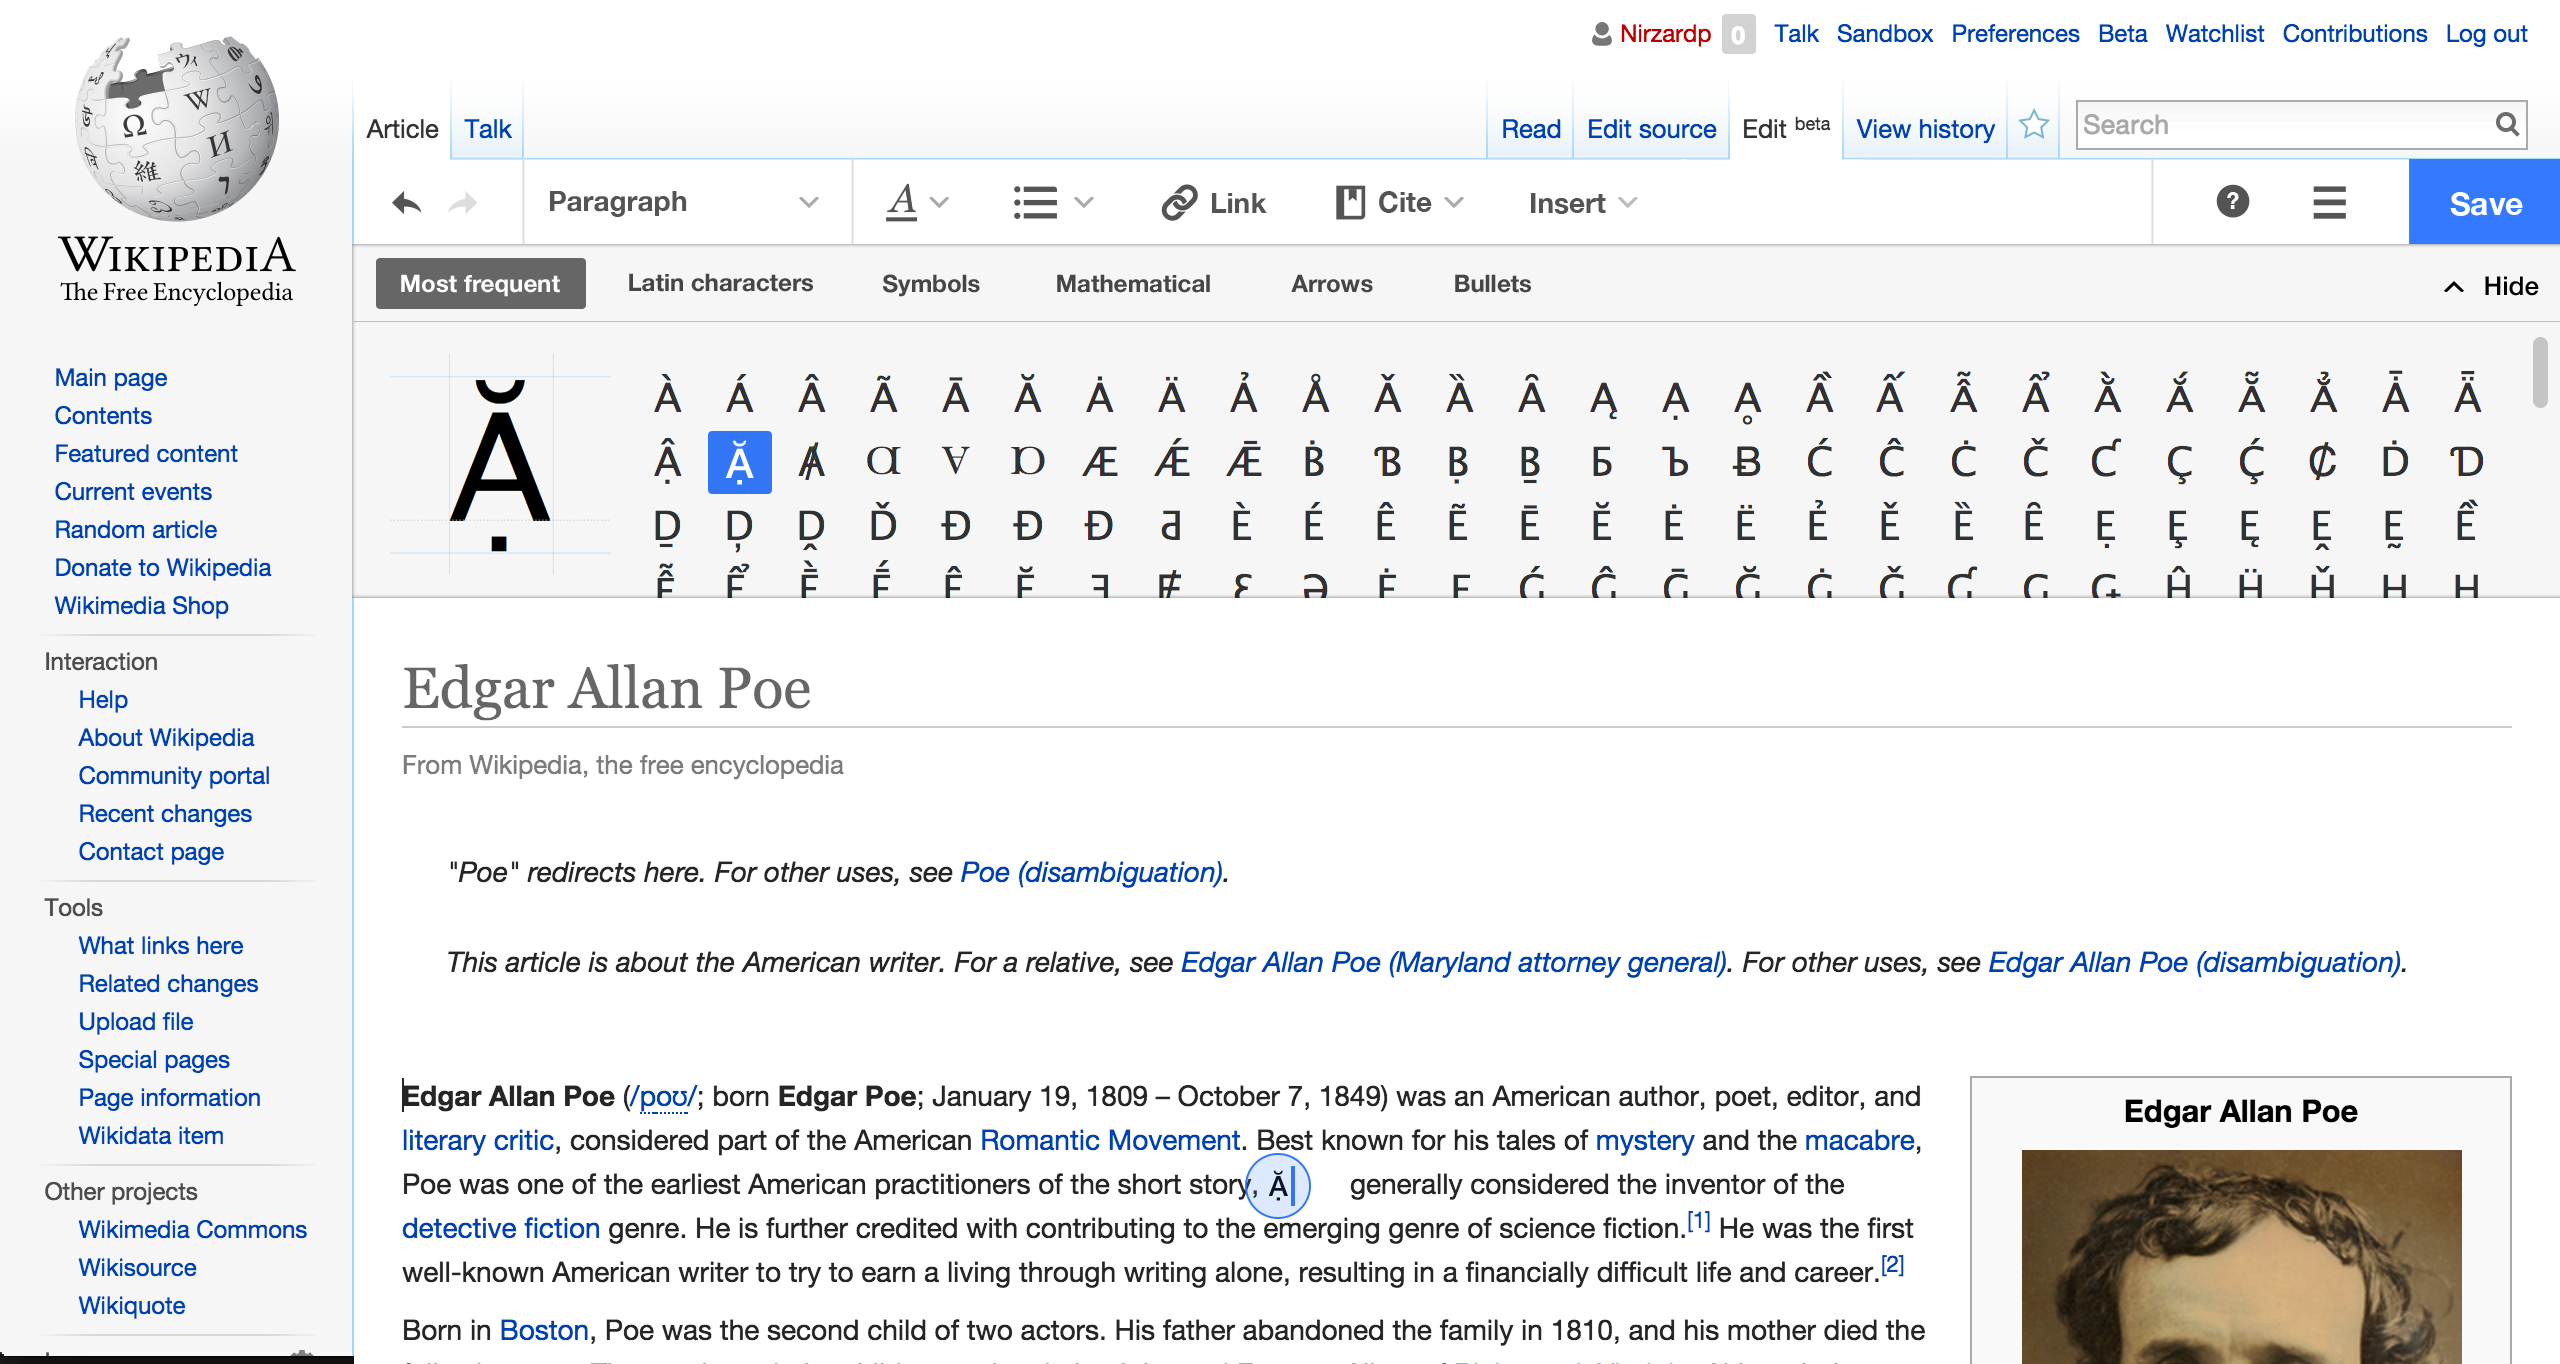 Nirzardp 0 Talk Sandbox Preferences Beta Watchlist Contributions Log out
WIKIPEDIA
The Free Encyclopedia
Article Talk Read Edit source Edit beta View history Search
Paragraph A Link Cite Insert ? Save
Most frequent Latin characters Symbols Mathematical Arrows Bullets Hide
Ặ
À Á Â Ã Ā Ă Ȧ Ä Ả Å Ǎ Ȁ Ȃ Ą Ạ Ḁ Ầ Ấ Ẫ Ẩ Ằ Ắ Ẵ Ẳ Ǡ Ǟ
Ậ Ặ Ⱥ Ɑ Ɐ Ɒ Æ Ǽ Ǣ Ḃ Ɓ Ḅ Ḇ Ƃ Ƅ Ƀ Ć Ĉ Ċ Č Ƈ Ç Ḉ Ȼ Ḋ Ɗ
Ḏ Ḑ Ḓ Ď Đ Ɖ Ð Ƌ È É Ê Ẽ Ē Ĕ Ė Ë Ẻ Ě Ȅ Ȇ Ẹ Ȩ Ę Ḙ Ḛ Ề
Main page
Contents
Featured content
Current events
Random article
Donate to Wikipedia
Wikimedia Shop
Interaction
Help
About Wikipedia
Community portal
Recent changes
Contact page
Tools
What links here
Related changes
Upload file
Special pages
Page information
Wikidata item
Other projects
Wikimedia Commons
Wikisource
Wikiquote
Edgar Allan Poe
From Wikipedia, the free encyclopedia
"Poe" redirects here. For other uses, see Poe (disambiguation).
This article is about the American writer. For a relative, see Edgar Allan Poe (Maryland attorney general). For other uses, see Edgar Allan Poe (disambiguation).
Edgar Allan Poe (/poʊ/; born Edgar Poe; January 19, 1809 – October 7, 1849) was an American author, poet, editor, and
literary critic, considered part of the American Romantic Movement. Best known for his tales of mystery and the macabre,
Poe was one of the earliest American practitioners of the short story, Ặ generally considered the inventor of the
detective fiction genre. He is further credited with contributing to the emerging genre of science fiction.[1] He was the first
well-known American writer to try to earn a living through writing alone, resulting in a financially difficult life and career.[2]
Born in Boston, Poe was the second child of two actors. His father abandoned the family in 1810, and his mother died the
Edgar Allan Poe